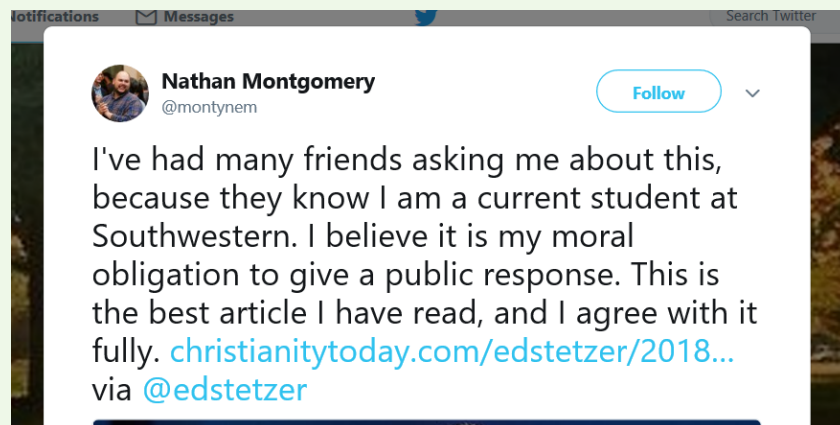 Notifications Messages Search Twitter
Nathan Montgomery
@montynem
Follow
I've had many friends asking me about this,
because they know I am a current student at
Southwestern. I believe it is my moral
obligation to give a public response. This is
the best article I have read, and I agree with it
fully. christianitytoday.com/edstetzer/2018...
via @edstetzer